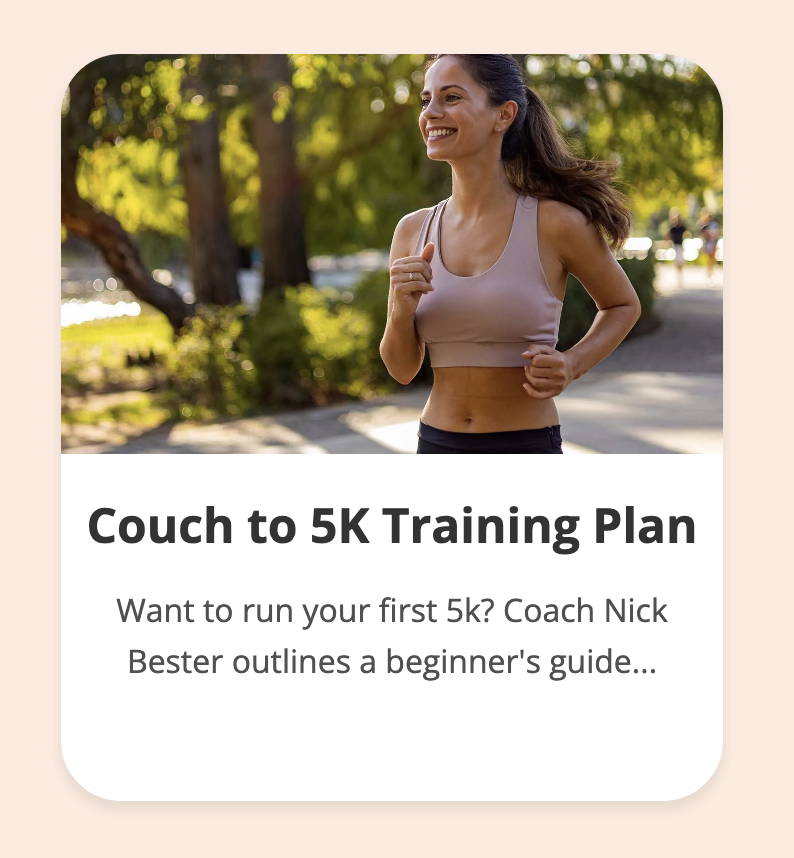 Couch to 5K Training Plan
Want to run your first 5k? Coach Nick
Bester outlines a beginner's guide...